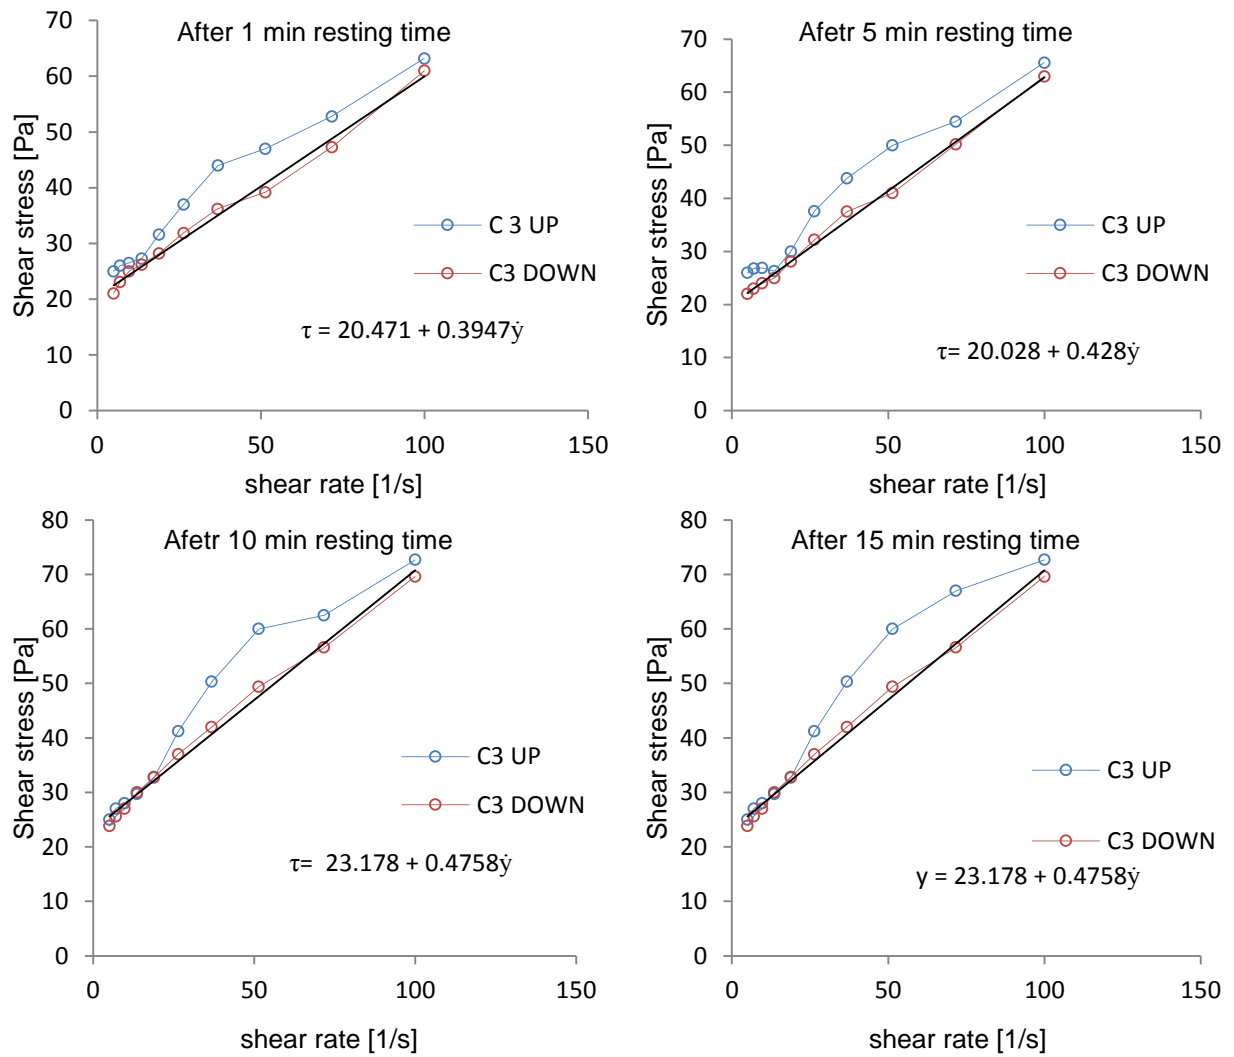 After 1 min resting time
70
60
50
40
30
20
10
0
Shear stress [Pa]
C 3 UP
C3 DOWN
τ = 20.471 + 0.3947ẏ
0
50
100
150
shear rate [1/s]
Afetr 5 min resting time
70
60
50
40
30
20
10
0
Shear stress [Pa]
C3 UP
C3 DOWN
τ= 20.028 + 0.428ẏ
0
50
100
150
shear rate [1/s]
Afetr 10 min resting time
80
70
60
50
40
30
20
10
0
Shear stress [Pa]
C3 UP
C3 DOWN
τ= 23.178 + 0.4758ẏ
0
50
100
150
shear rate [1/s]
After 15 min resting time
80
70
60
50
40
30
20
10
0
Shear stress [Pa]
C3 UP
C3 DOWN
y = 23.178 + 0.4758ẏ
0
50
100
150
shear rate [1/s]